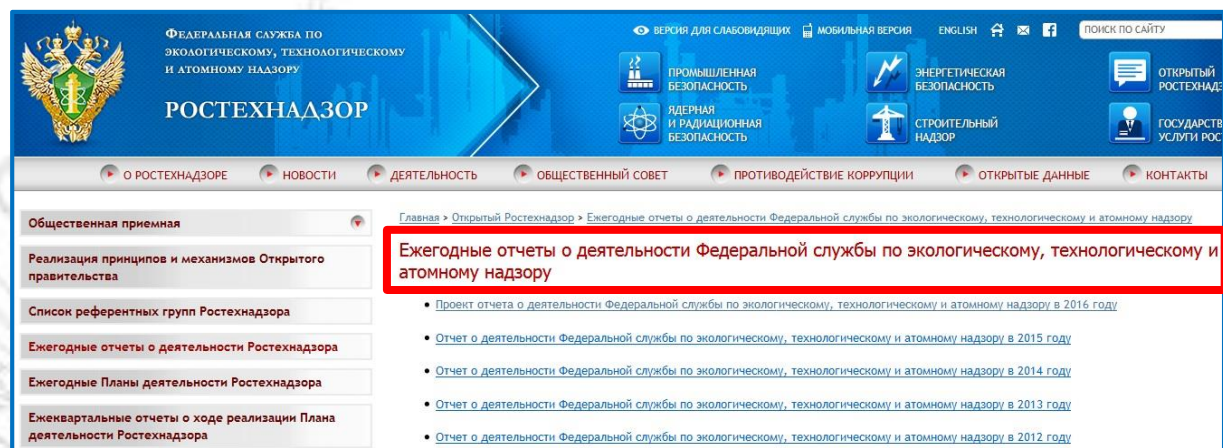 Федеральная служба по
экологическому, технологическому
и атомному надзору
РОСТЕХНАДЗОР
ВЕРСИЯ ДЛЯ СЛАБОВИДЯЩИХ МОБИЛЬНАЯ ВЕРСИЯ ENGLISH ПОИСК ПО САЙТУ
ПРОМЫШЛЕННАЯ
БЕЗОПАСНОСТЬ
ЭНЕРГЕТИЧЕСКАЯ
БЕЗОПАСНОСТЬ
ОТКРЫТЫЙ
ЯДЕРНАЯ
И РАДИАЦИОННАЯ
БЕЗОПАСНОСТЬ
СТРОИТЕЛЬНЫЙ
НАДЗОР
УСЛУГИ
О РОСТЕХНАДЗОРЕ НОВОСТИ ДЕЯТЕЛЬНОСТЬ ОБЩЕСТВЕННЫЙ СОВЕТ ПРОТИВОДЕЙСТВИЕ КОРРУПЦИИ ОТКРЫТЫЕ ДАННЫЕ КОНТАКТЫ
Общественная приемная
Реализация принципов и механизмов Открытого
правительства
Список референтных групп Ростехнадзора
Ежегодные отчеты о деятельности Ростехнадзора
Ежегодные Планы деятельности Ростехнадзора
Ежеквартальные отчеты о ходе реализации Плана
деятельности Ростехнадзора
Главная > Открытый Ростехнадзор > Ежегодные отчеты о деятельности Федеральной службы по экологическому, технологическому и атомному надзору
Ежегодные отчеты о деятельности Федеральной службы по экологическому, технологическому и
атомному надзору
• Проект отчета о деятельности Федеральной службы по экологическому, технологическому и атомному надзору в 2016 году
• Отчет о деятельности Федеральной службы по экологическому, технологическому и атомному надзору в 2015 году
• Отчет о деятельности Федеральной службы по экологическому, технологическому и атомному надзору в 2014 году
• Отчет о деятельности Федеральной службы по экологическому, технологическому и атомному надзору в 2013 году
• Отчет о деятельности Федеральной службы по экологическому, технологическому и атомному надзору в 2012 году